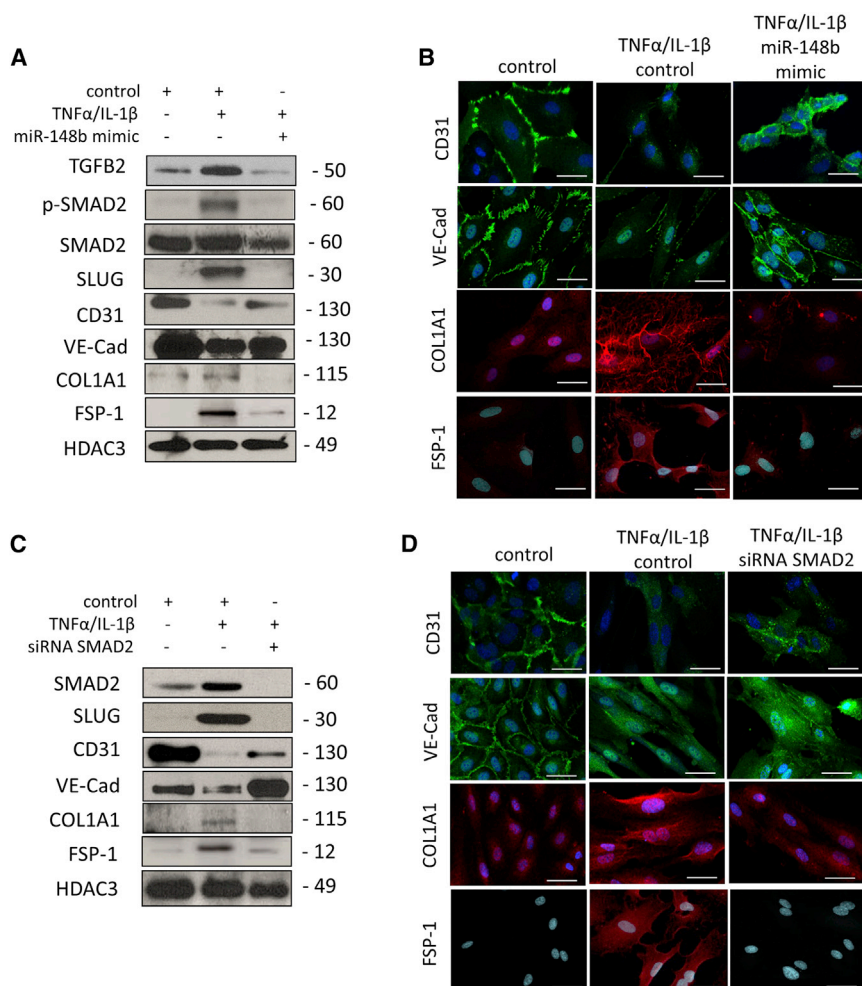 A
control + + -
TNFα/IL-1β - + +
miR-148b mimic - - +
TGFB2 - 50
p-SMAD2 - 60
SMAD2 - 60
SLUG - 30
CD31 - 130
VE-Cad - 130
COL1A1 - 115
FSP-1 - 12
HDAC3 - 49
B
control
TNFα/IL-1β
control
TNFα/IL-1β
miR-148b
mimic
CD31
VE-Cad
COL1A1
FSP-1
C
control + + -
TNFα/IL-1β - + +
siRNA SMAD2 - - +
SMAD2 - 60
SLUG - 30
CD31 - 130
VE-Cad - 130
COL1A1 - 115
FSP-1 - 12
HDAC3 - 49
D
control
TNFα/IL-1β
control
TNFα/IL-1β
siRNA SMAD2
CD31
VE-Cad
COL1A1
FSP-1